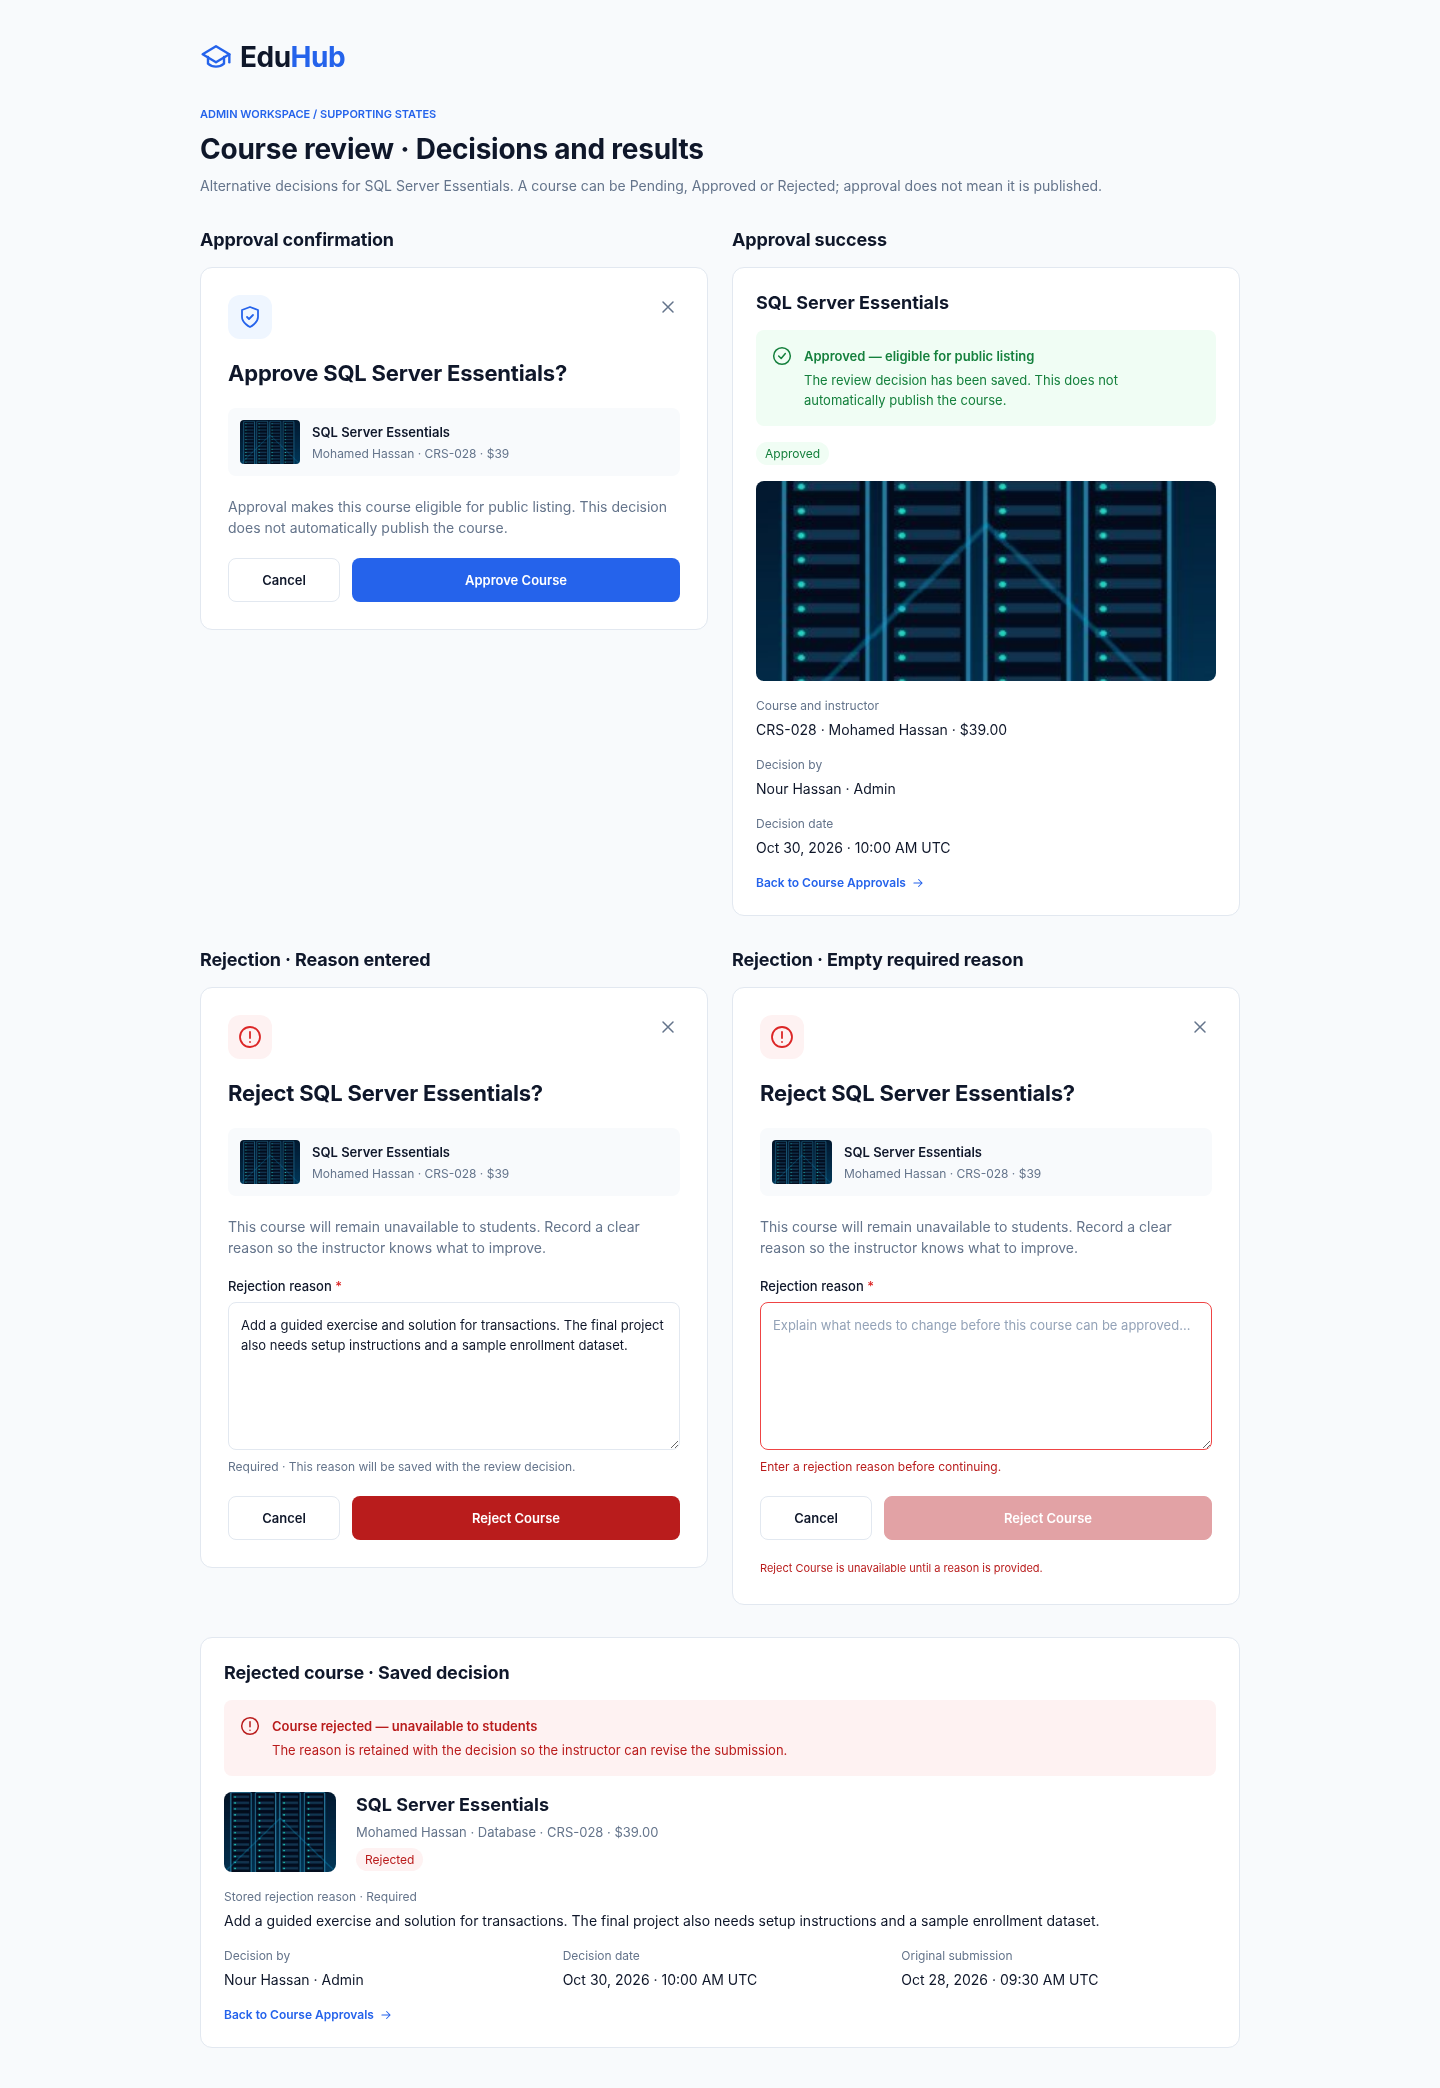 EduHub
ADMIN WORKSPACE / SUPPORTING STATES
Course review · Decisions and results
Alternative decisions for SQL Server Essentials. A course can be Pending, Approved or Rejected; approval does not mean it is published.
Approval confirmation
Approve SQL Server Essentials?
SQL Server Essentials
Mohamed Hassan · CRS-028 · $39
Approval makes this course eligible for public listing. This decision
does not automatically publish the course.
Cancel
Approve Course
Approval success
SQL Server Essentials
Approved — eligible for public listing
The review decision has been saved. This does not
automatically publish the course.
Approved
Course and instructor
CRS-028 · Mohamed Hassan · $39.00
Decision by
Nour Hassan · Admin
Decision date
Oct 30, 2026 · 10:00 AM UTC
Back to Course Approvals →
Rejection · Reason entered
Reject SQL Server Essentials?
SQL Server Essentials
Mohamed Hassan · CRS-028 · $39
This course will remain unavailable to students. Record a clear
reason so the instructor knows what to improve.
Rejection reason *
Add a guided exercise and solution for transactions. The final project
also needs setup instructions and a sample enrollment dataset.
Required · This reason will be saved with the review decision.
Cancel
Reject Course
Rejection · Empty required reason
Reject SQL Server Essentials?
SQL Server Essentials
Mohamed Hassan · CRS-028 · $39
This course will remain unavailable to students. Record a clear
reason so the instructor knows what to improve.
Rejection reason *
Explain what needs to change before this course can be approved...
Enter a rejection reason before continuing.
Cancel
Reject Course
Reject Course is unavailable until a reason is provided.
Rejected course · Saved decision
Course rejected — unavailable to students
The reason is retained with the decision so the instructor can revise the submission.
SQL Server Essentials
Mohamed Hassan · Database · CRS-028 · $39.00
Rejected
Stored rejection reason · Required
Add a guided exercise and solution for transactions. The final project also needs setup instructions and a sample enrollment dataset.
Decision by
Nour Hassan · Admin
Decision date
Oct 30, 2026 · 10:00 AM UTC
Original submission
Oct 28, 2026 · 09:30 AM UTC
Back to Course Approvals →